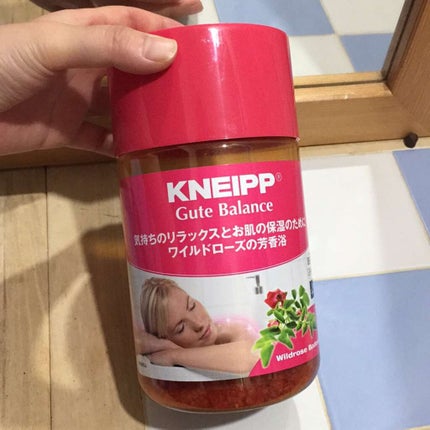 KNEIPP®
Gute Balance
気持ちのリラックスとお肌の保湿のために
ワイルドローズの芳香浴
Wildrose